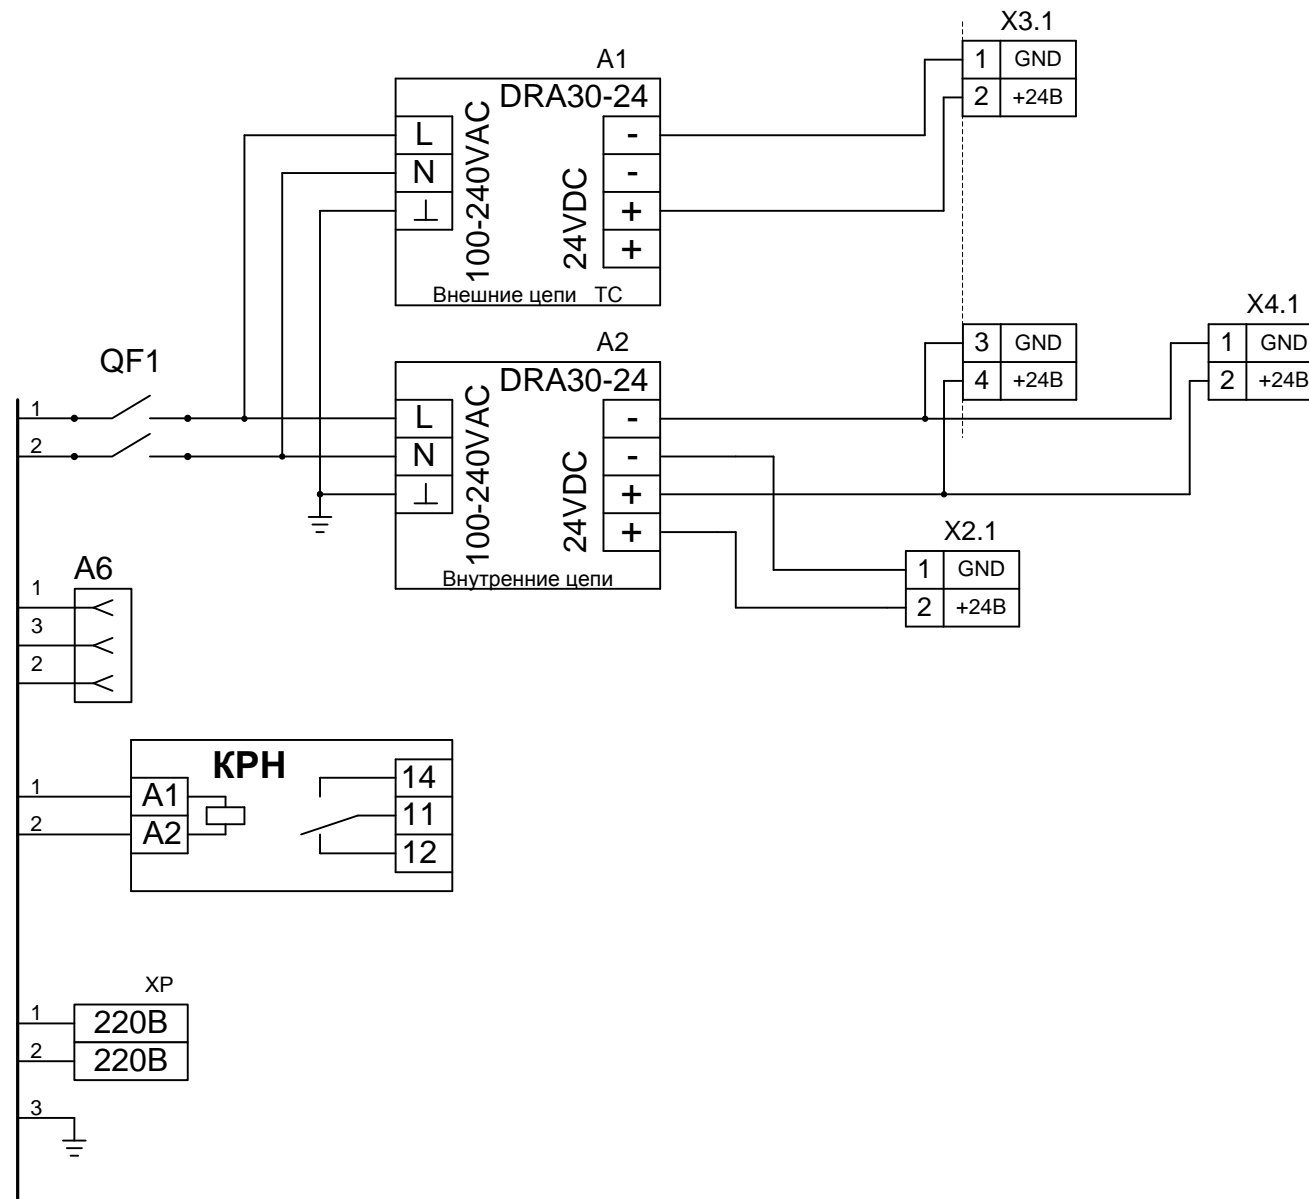 X3.1
1 GND
2 +24В
A1
DRA30-24
100-240VAC
L
N
⊥
24VDC
-
-
+
+
Внешние цепи ТС
A2
DRA30-24
100-240VAC
L
N
⊥
24VDC
-
-
+
+
Внутренние цепи
3 GND
4 +24В
X4.1
1 GND
2 +24В
X2.1
1 GND
2 +24В
QF1
1
2
A6
1
3
2
КРН
1
2
A1
A2
14
11
12
XP
1 220В
2 220В
3